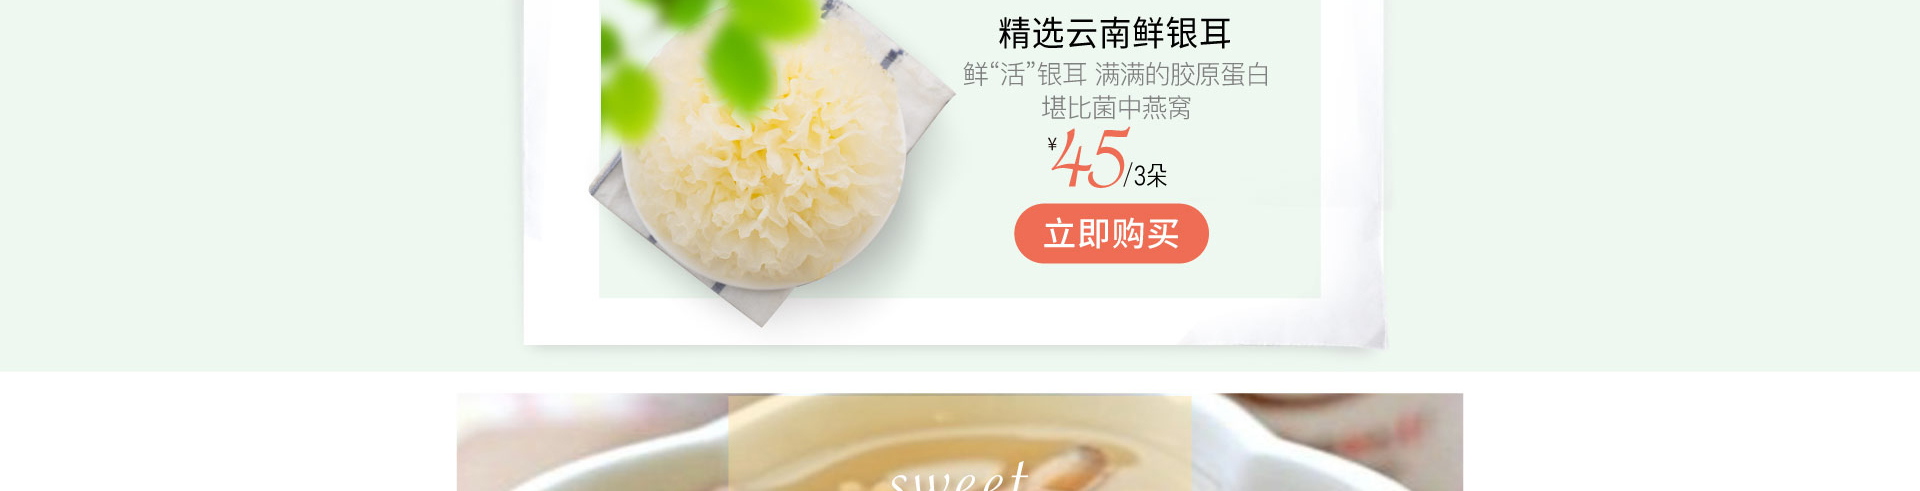 精选云南鲜银耳
鲜“活”银耳 满满的胶原蛋白
堪比菌中燕窝
¥45/3朵
立即购买
sweet